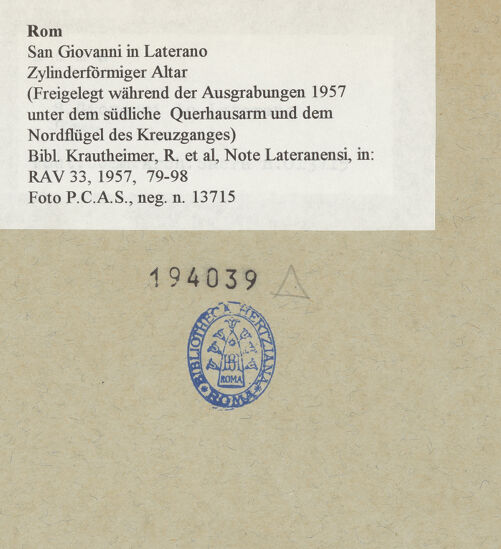 Rom
San Giovanni in Laterano
Zylinderförmiger Altar
(Freigelegt während der Ausgrabungen 1957
unter dem südliche Querhausarm und dem
Nordflügel des Kreuzganges)
Bibl. Krautheimer, R. et al, Note Lateranensi, in:
RAV 33, 1957, 79-98
Foto P.C.A.S., neg. n. 13715
194039
BIBLIOTHECA HERTZIANA
ROMA
ROMA